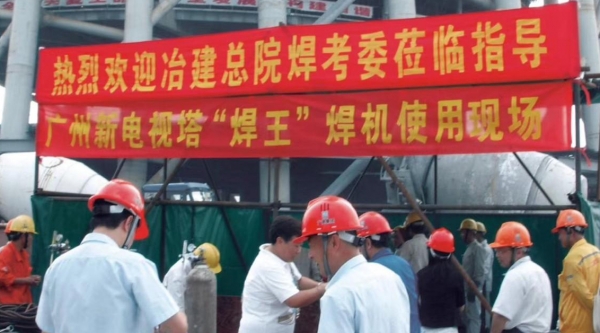 热烈欢迎冶建总院焊考委莅临指导
广州新电视塔“焊王”焊机使用现场